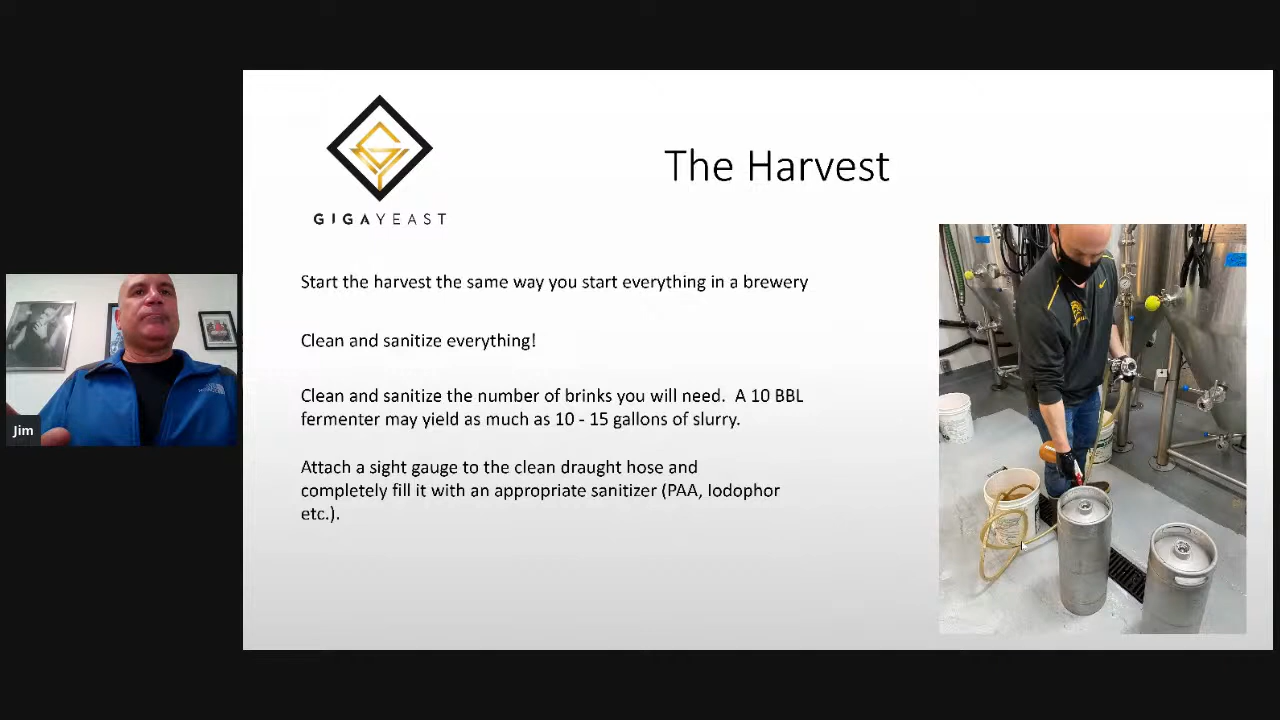 GIGAYEAST
The Harvest
Start the harvest the same way you start everything in a brewery
Clean and sanitize everything!
Clean and sanitize the number of brinks you will need.  A 10 BBL
fermenter may yield as much as 10 - 15 gallons of slurry.
Attach a sight gauge to the clean draught hose and
completely fill it with an appropriate sanitizer (PAA, Iodophor
etc.).
Jim